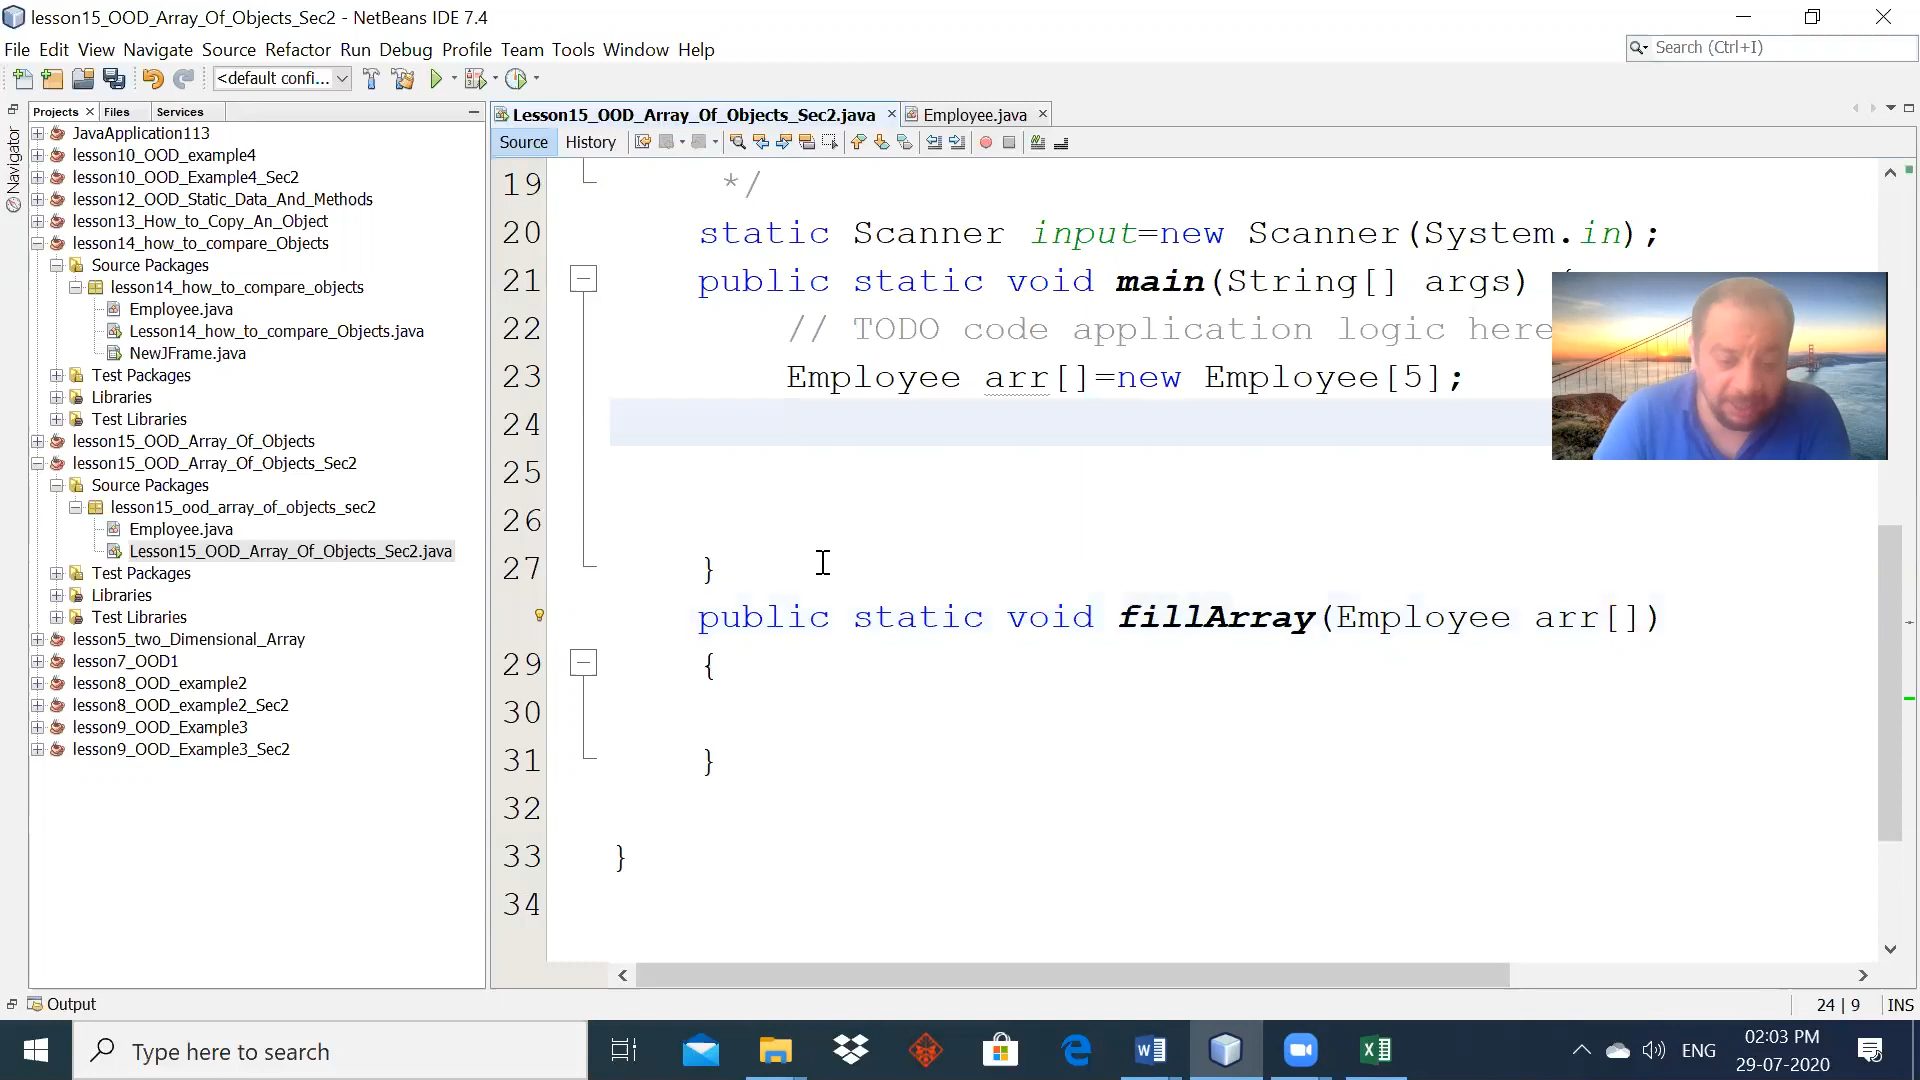 lesson15_OOD_Array_Of_Objects_Sec2 - NetBeans IDE 7.4
File Edit View Navigate Source Refactor Run Debug Profile Team Tools Window Help
Search (Ctrl+I)
<default confi...
Projects Files Services
Navigator
JavaApplication113
lesson10_OOD_example4
lesson10_OOD_Example4_Sec2
lesson12_OOD_Static_Data_And_Methods
lesson13_How_to_Copy_An_Object
lesson14_how_to_compare_Objects
Source Packages
lesson14_how_to_compare_objects
Employee.java
Lesson14_how_to_compare_Objects.java
NewJFrame.java
Test Packages
Libraries
Test Libraries
lesson15_OOD_Array_Of_Objects
lesson15_OOD_Array_Of_Objects_Sec2
Source Packages
lesson15_ood_array_of_objects_sec2
Employee.java
Lesson15_OOD_Array_Of_Objects_Sec2.java
Test Packages
Libraries
Test Libraries
lesson5_two_Dimensional_Array
lesson7_OOD1
lesson8_OOD_example2
lesson8_OOD_example2_Sec2
lesson9_OOD_Example3
lesson9_OOD_Example3_Sec2
Lesson15_OOD_Array_Of_Objects_Sec2.java Employee.java
Source History
19 */
20 static Scanner input=new Scanner(System.in);
21 public static void main(String[] args) {
22 // TODO code application logic here
23 Employee arr[]=new Employee[5];
24
25
26
27 }
public static void fillArray(Employee arr[])
29 {
30
31 }
32
33 }
34
Output
24 | 9 INS
Type here to search
ENG
02:03 PM
29-07-2020